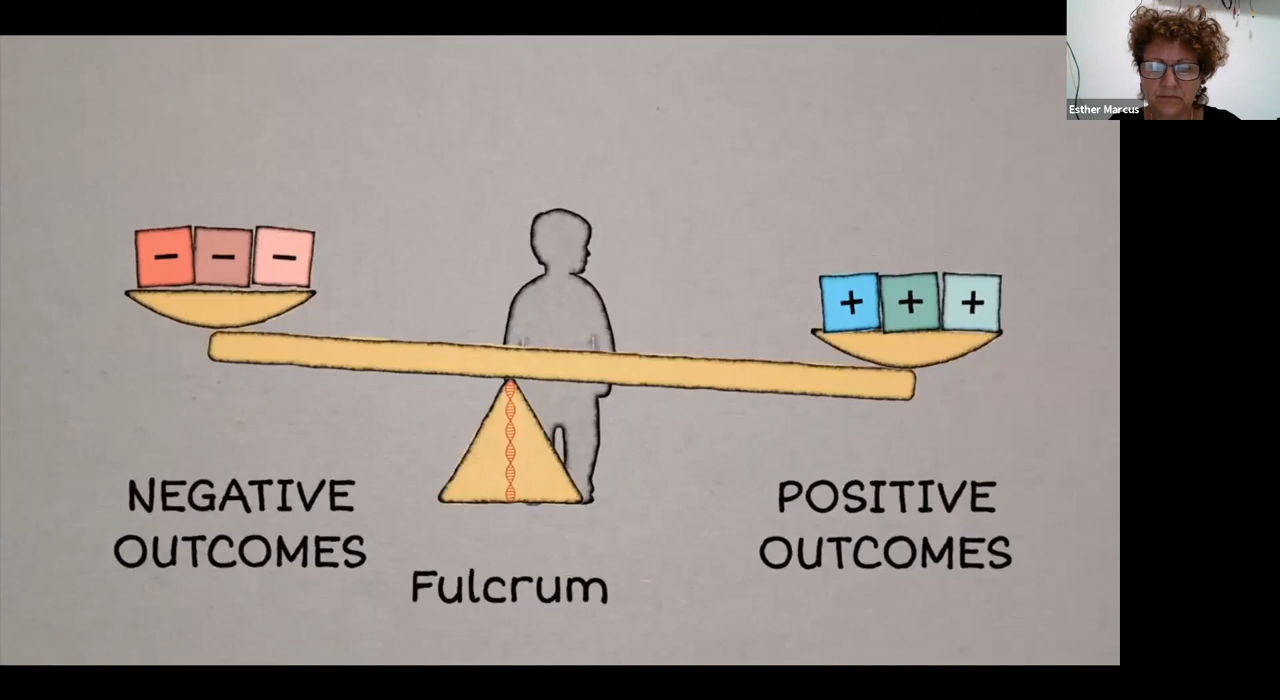 Esther Marcus
− − −
+ + +
NEGATIVE
OUTCOMES
Fulcrum
POSITIVE
OUTCOMES